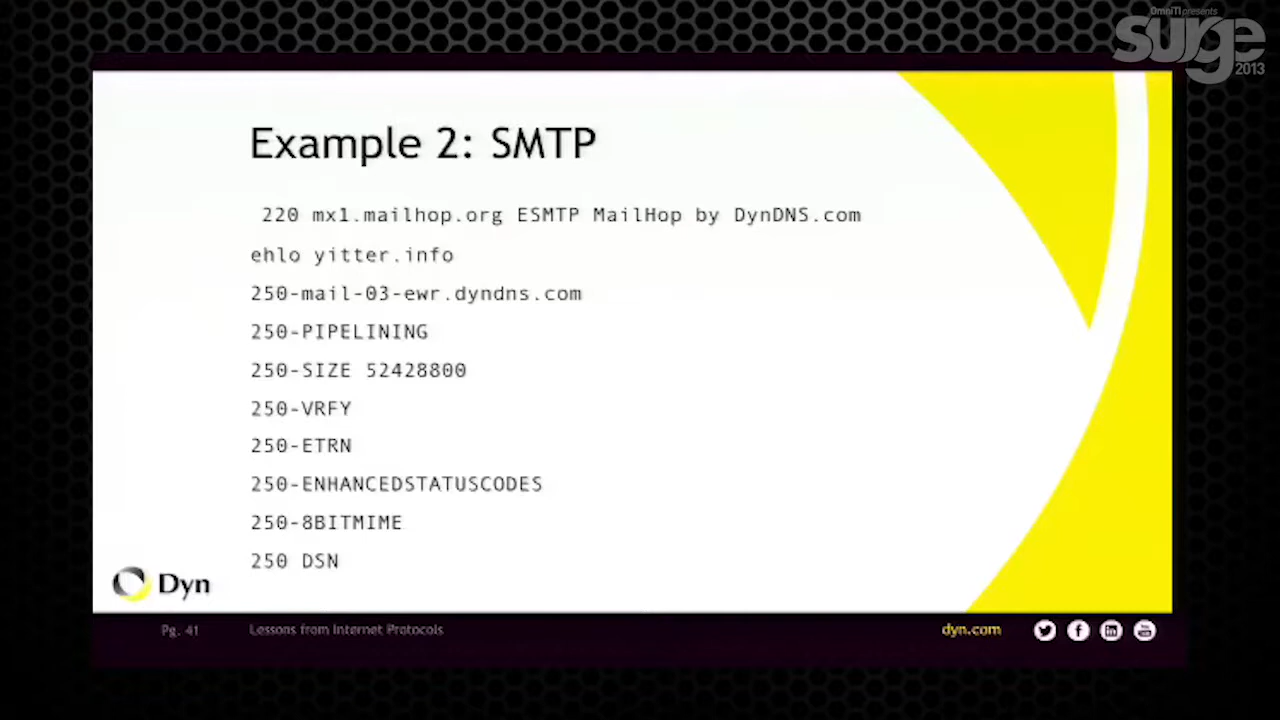 OmniTI presents
surge
2013
Example 2: SMTP
220 mx1.mailhop.org ESMTP MailHop by DynDNS.com
ehlo yitter.info
250-mail-03-ewr.dyndns.com
250-PIPELINING
250-SIZE 52428800
250-VRFY
250-ETRN
250-ENHANCEDSTATUSCODES
250-8BITMIME
250 DSN
Dyn
Pg. 41
Lessons from Internet Protocols
dyn.com